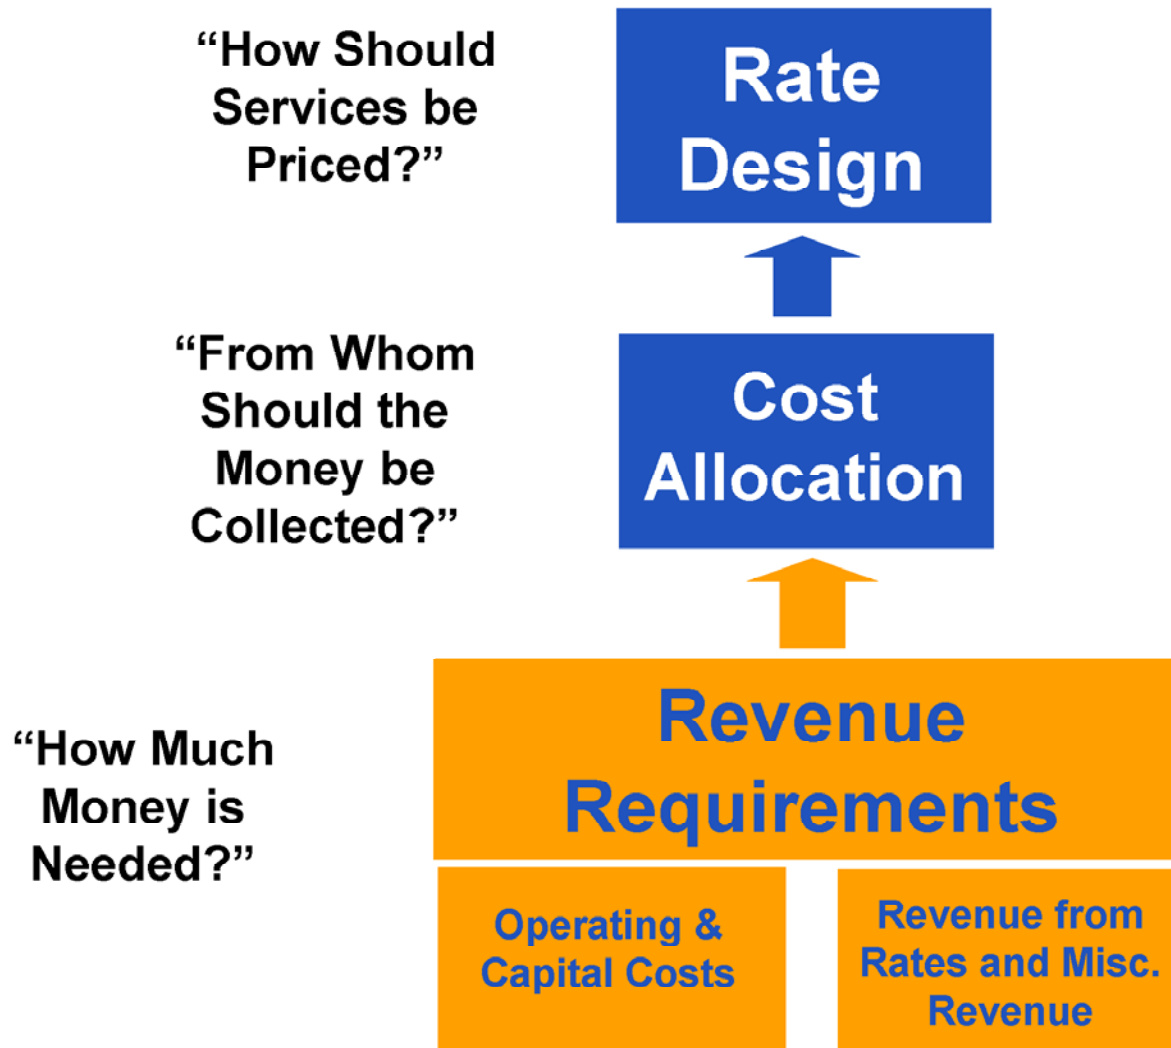 “How Should
Services be
Priced?”
Rate
Design
“From Whom
Should the
Money be
Collected?”
Cost
Allocation
“How Much
Money is
Needed?”
Revenue
Requirements
Operating &
Capital Costs
Revenue from
Rates and Misc.
Revenue